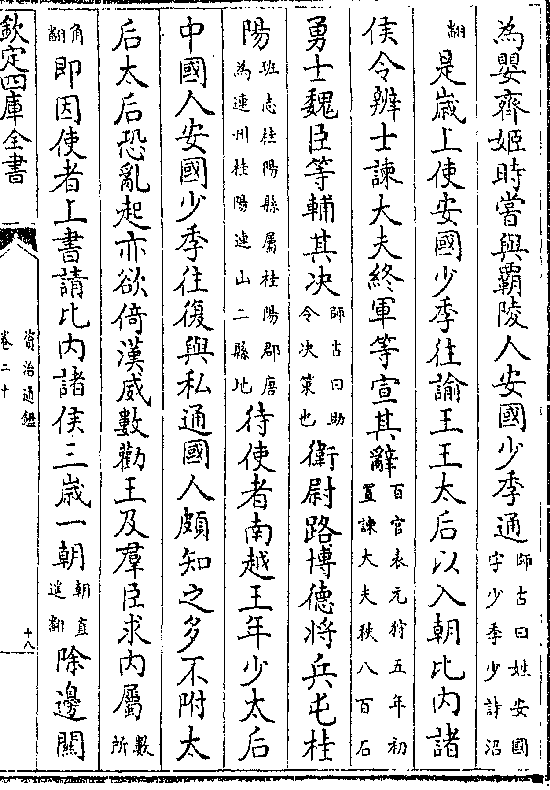 為嬰齊姬時嘗與霸陵人安國少季通師古曰姓安國字少季少詩沼
翻是歲上使安國少季往諭王王太后以入朝比內諸
侯令辨士諫大夫終軍等宣其辭百官表元狩五年初置諫大夫秩八百石
勇士魏臣等輔其決師古曰助令決策也衛尉路博德將兵屯桂
陽班志桂陽縣屬桂陽郡唐為連州桂陽連山二縣地待使者南越王年少太后
中國人安國少季往復與私通國人頗知之多不附太
后太后恐亂起亦欲倚漢威數勸王及羣臣求內屬數所
角翻即因使者上書請比內諸侯三歲一朝朝直遙翻除邊關
欽定四庫全書
資治通鑑
卷二十
十八